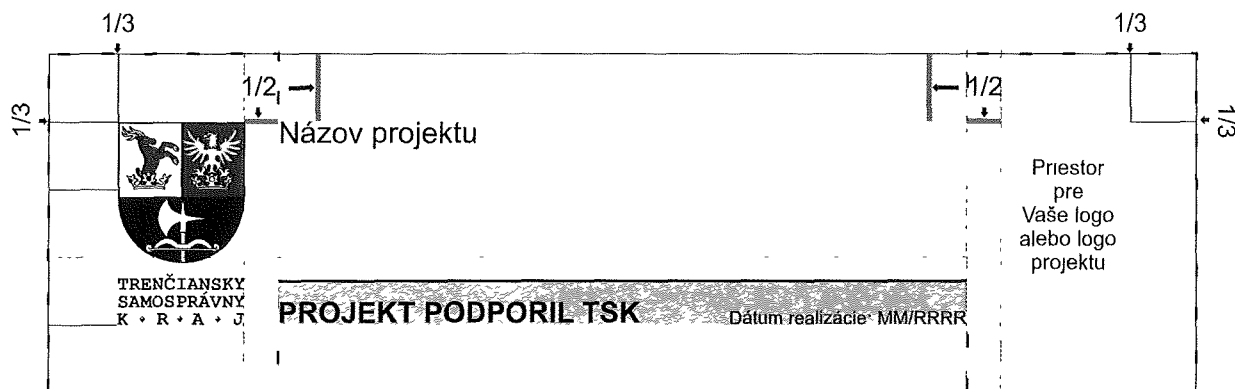 1/3
1/3
1/2
1/2
1/3
1/3
Názov projektu
Priestor
pre
Vaše logo
alebo logo
projektu
TRENČIANSKY
SAMOSPRÁVNY
K • R • A • J
PROJEKT PODPORIL TSK
Dátum realizácie: MM/RRRR